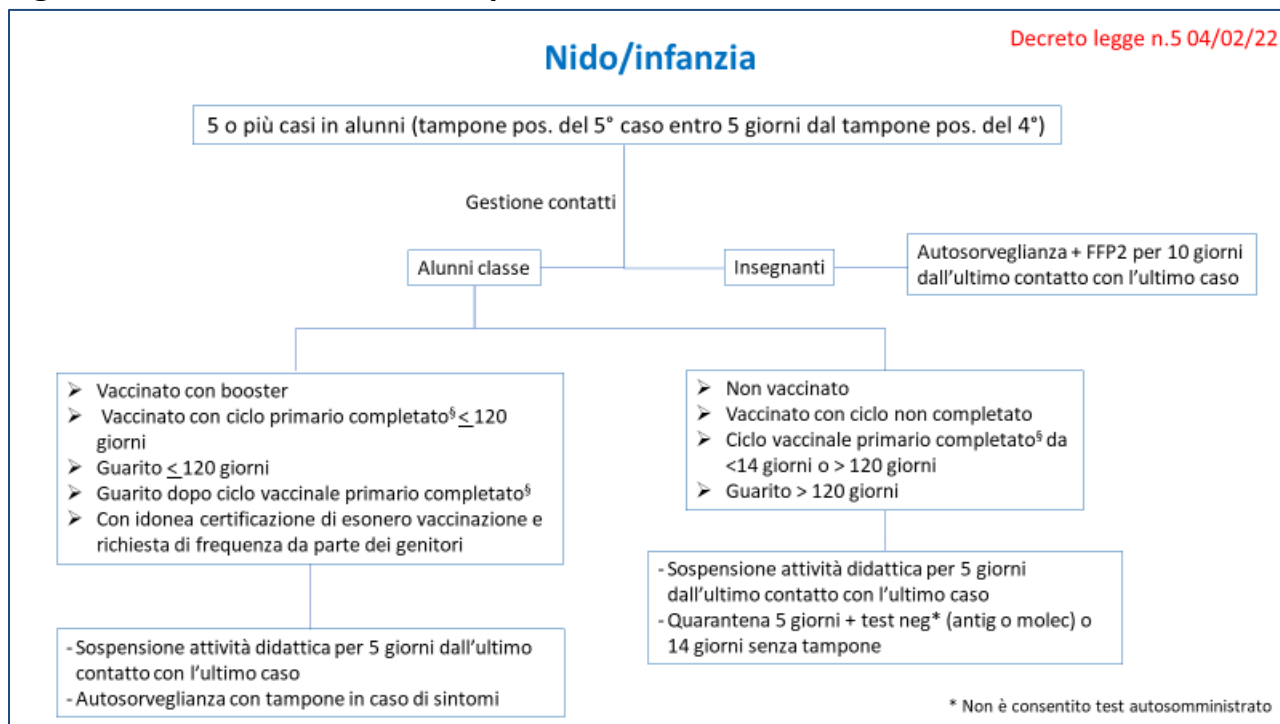 Decreto legge n.5 04/02/22
Nido/infanzia
5 o più casi in alunni (tampone pos. del 5° caso entro 5 giorni dal tampone pos. del 4°)
Gestione contatti
Alunni classe
Insegnanti
Autosorveglianza + FFP2 per 10 giorni
dall'ultimo contatto con l'ultimo caso
➢ Vaccinato con booster
➢ Vaccinato con ciclo primario completato§ < 120
giorni
➢ Guarito < 120 giorni
➢ Guarito dopo ciclo vaccinale primario completato§
➢ Con idonea certificazione di esonero vaccinazione e
richiesta di frequenza da parte dei genitori
➢ Non vaccinato
➢ Vaccinato con ciclo non completato
➢ Ciclo vaccinale primario completato§ da
<14 giorni o > 120 giorni
➢ Guarito > 120 giorni
- Sospensione attività didattica per 5 giorni dall'ultimo
contatto con l'ultimo caso
- Autosorveglianza con tampone in caso di sintomi
- Sospensione attività didattica per 5 giorni
dall'ultimo contatto con l'ultimo caso
- Quarantena 5 giorni + test neg* (antig o molec) o
14 giorni senza tampone
* Non è consentito test autosomministrato